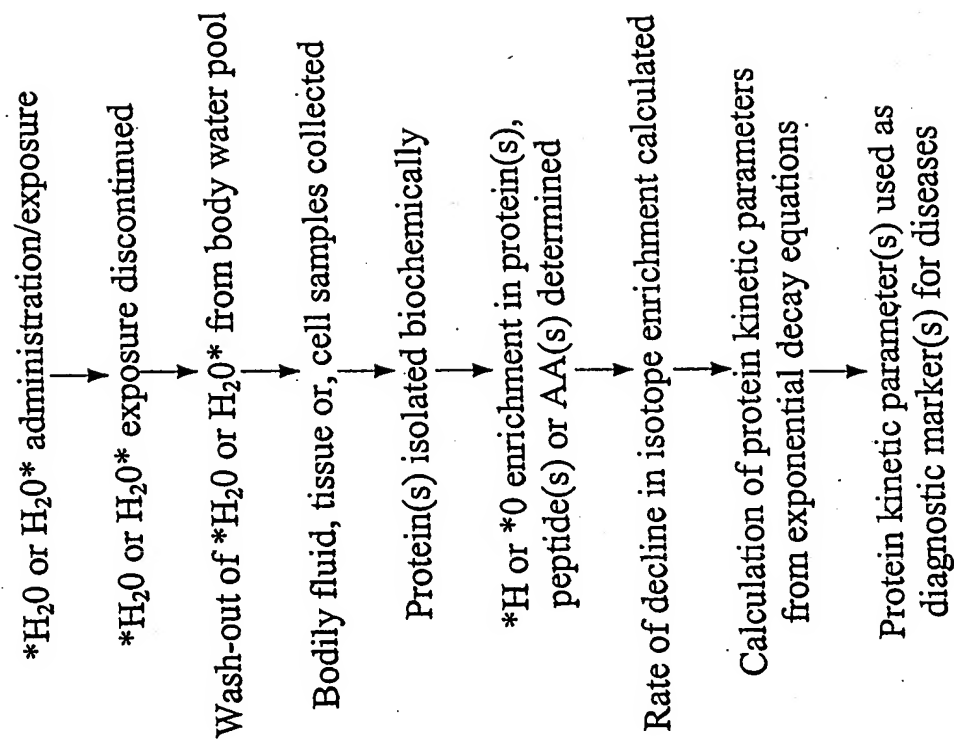 *H₂O or H₂O* administration/exposure
*H₂O or H₂O* exposure discontinued
Wash-out of *H₂O or H₂O* from body water pool
Bodily fluid, tissue or, cell samples collected
Protein(s) isolated biochemically
*H or *O enrichment in protein(s),
peptide(s) or AA(s) determined
Rate of decline in isotope enrichment calculated
Calculation of protein kinetic parameters
from exponential decay equations
Protein kinetic parameter(s) used as
diagnostic marker(s) for diseases